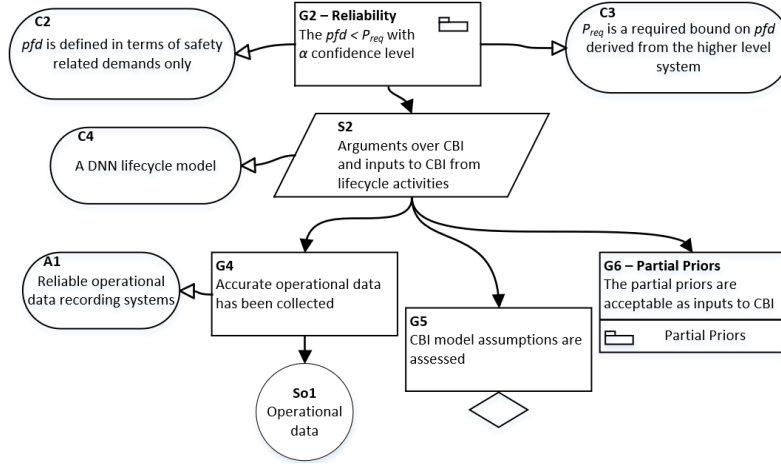 C2
pfd is defined in terms of safety
related demands only
G2 – Reliability
The pfd < Preq with
α confidence level
C3
Preq is a required bound on pfd
derived from the higher level
system
C4
A DNN lifecycle model
S2
Arguments over CBI
and inputs to CBI from
lifecycle activities
A1
Reliable operational
data recording systems
G4
Accurate operational data
has been collected
G5
CBI model assumptions are
assessed
G6 – Partial Priors
The partial priors are
acceptable as inputs to CBI
Partial Priors
So1
Operational
data